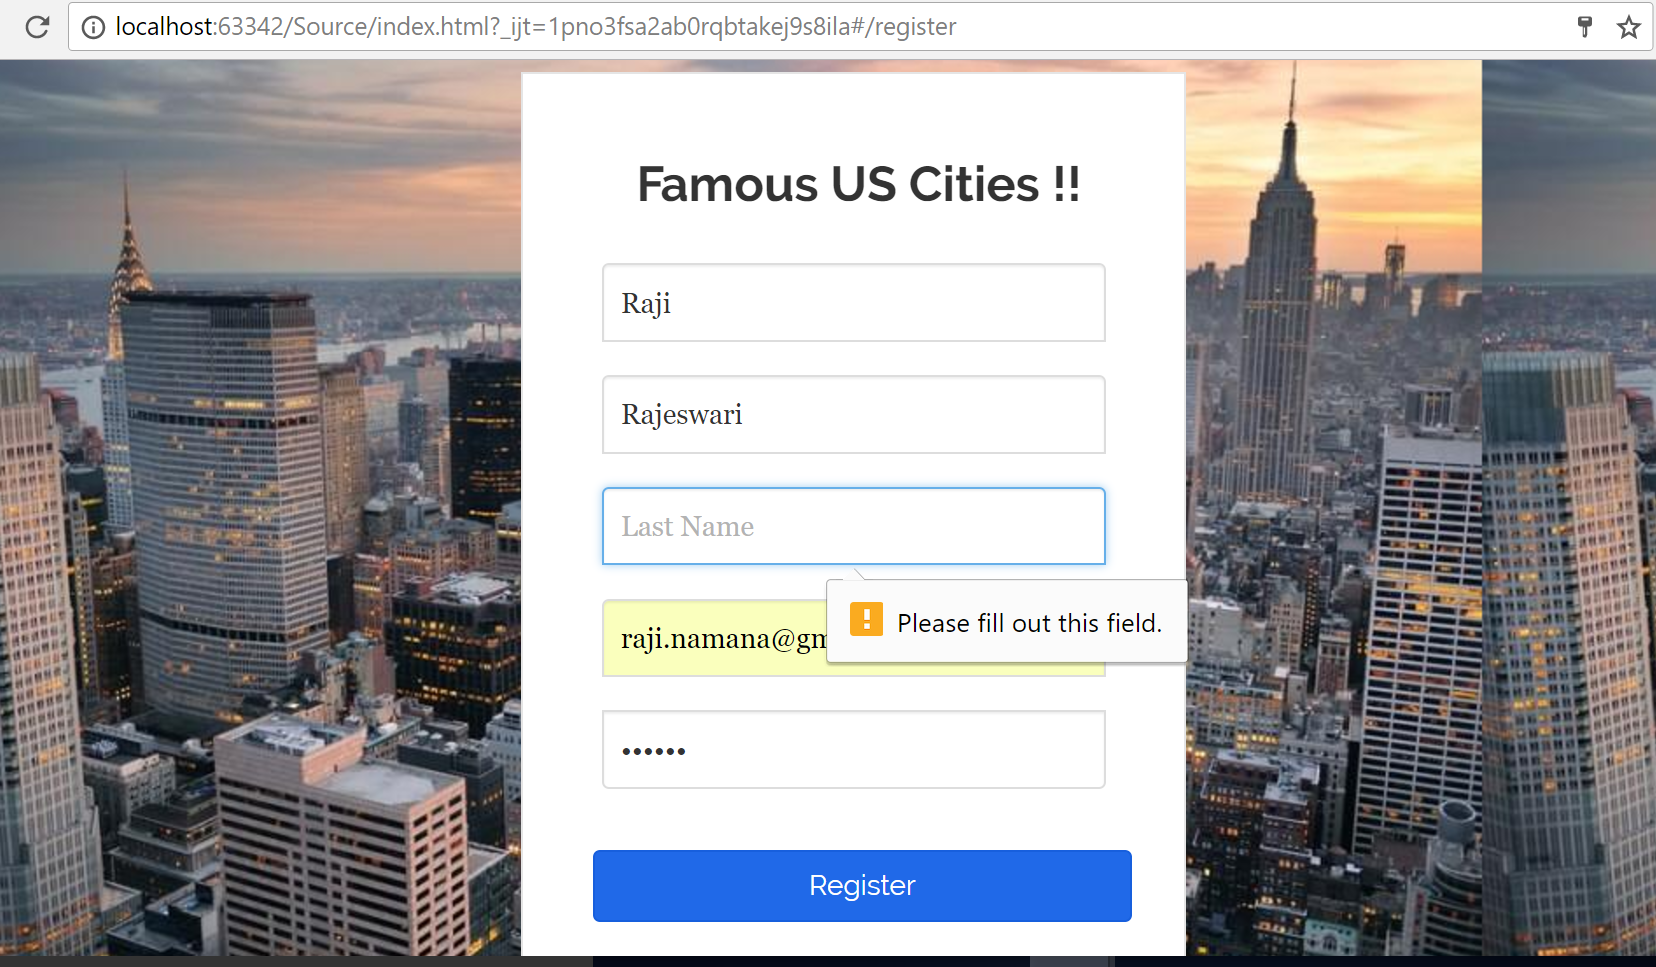 localhost:63342/Source/index.html?_ijt=1pno3fsa2ab0rqbtakej9s8ila#/register
Famous US Cities !!
Raji
Rajeswari
Last Name
Please fill out this field.
raji.namana@gm
••••••
Register